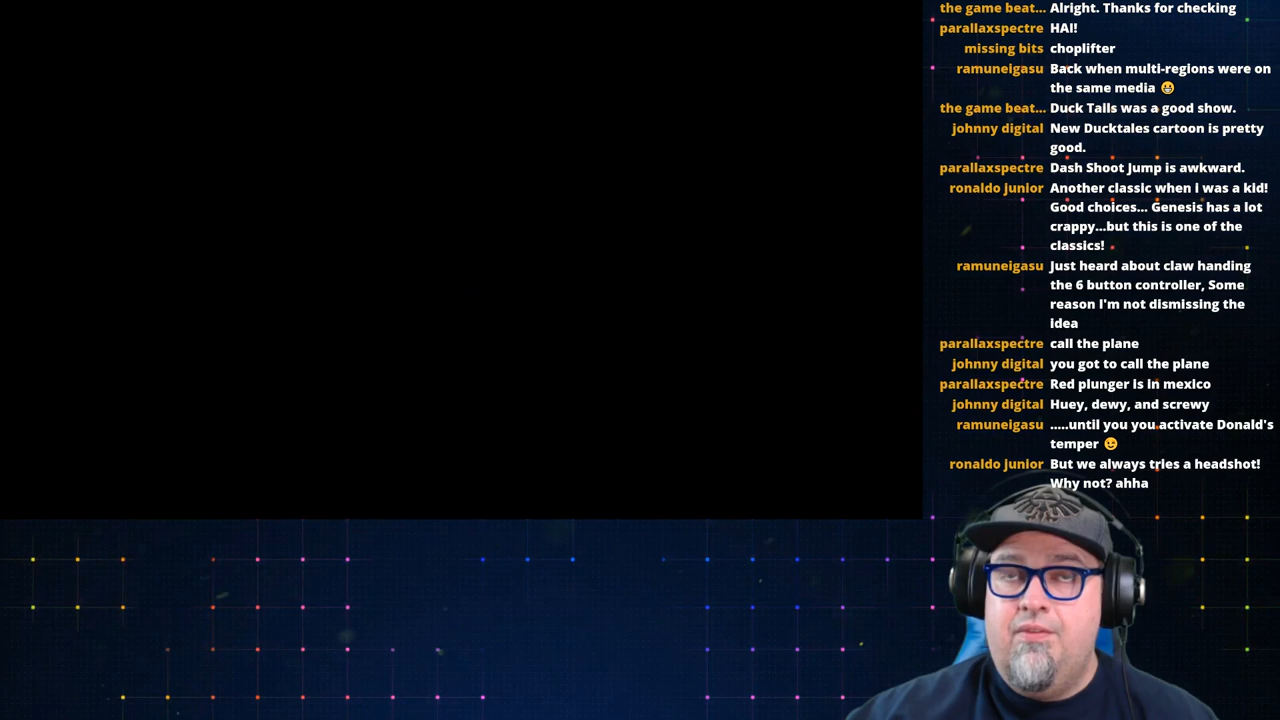 the game beat... Alright. Thanks for checking
parallaxspectre HAI!
missing bits choplifter
ramuneigasu Back when multi-regions were on
the same media 😀
the game beat... Duck Tails was a good show.
johnny digital New Ducktales cartoon is pretty
good.
parallaxspectre Dash Shoot Jump is awkward.
ronaldo junior Another classic when I was a kid!
Good choices... Genesis has a lot
crappy...but this is one of the
classics!
ramuneigasu Just heard about claw handing
the 6 button controller, Some
reason I'm not dismissing the
idea
parallaxspectre call the plane
johnny digital you got to call the plane
parallaxspectre Red plunger is in mexico
johnny digital Huey, dewy, and screwy
ramuneigasu .....until you you activate Donald's
temper 😉
ronaldo junior But we always tries a headshot!
Why not? ahha